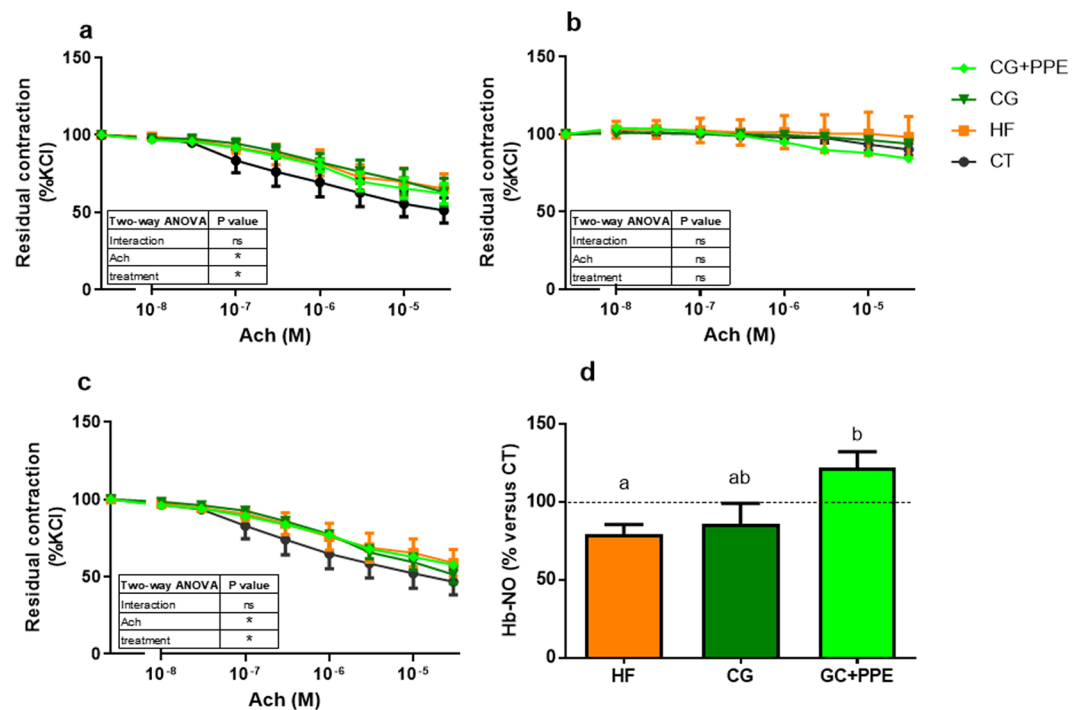 a
150
100
50
0
Residual contraction
(%KCl)
Two-way ANOVA P value
Interaction ns
Ach *
treatment *
10-8 10-7 10-6 10-5
Ach (M)
b
150
100
50
0
Residual contraction
(%KCl)
Two-way ANOVA P value
Interaction ns
Ach ns
treatment ns
10-8 10-7 10-6 10-5
Ach (M)
CG+PPE
CG
HF
CT
c
150
100
50
0
Residual contraction
(%KCl)
Two-way ANOVA P value
Interaction ns
Ach *
treatment *
10-8 10-7 10-6 10-5
Ach (M)
d
150
100
50
0
Hb-NO (% versus CT)
a
ab
b
HF CG GC+PPE